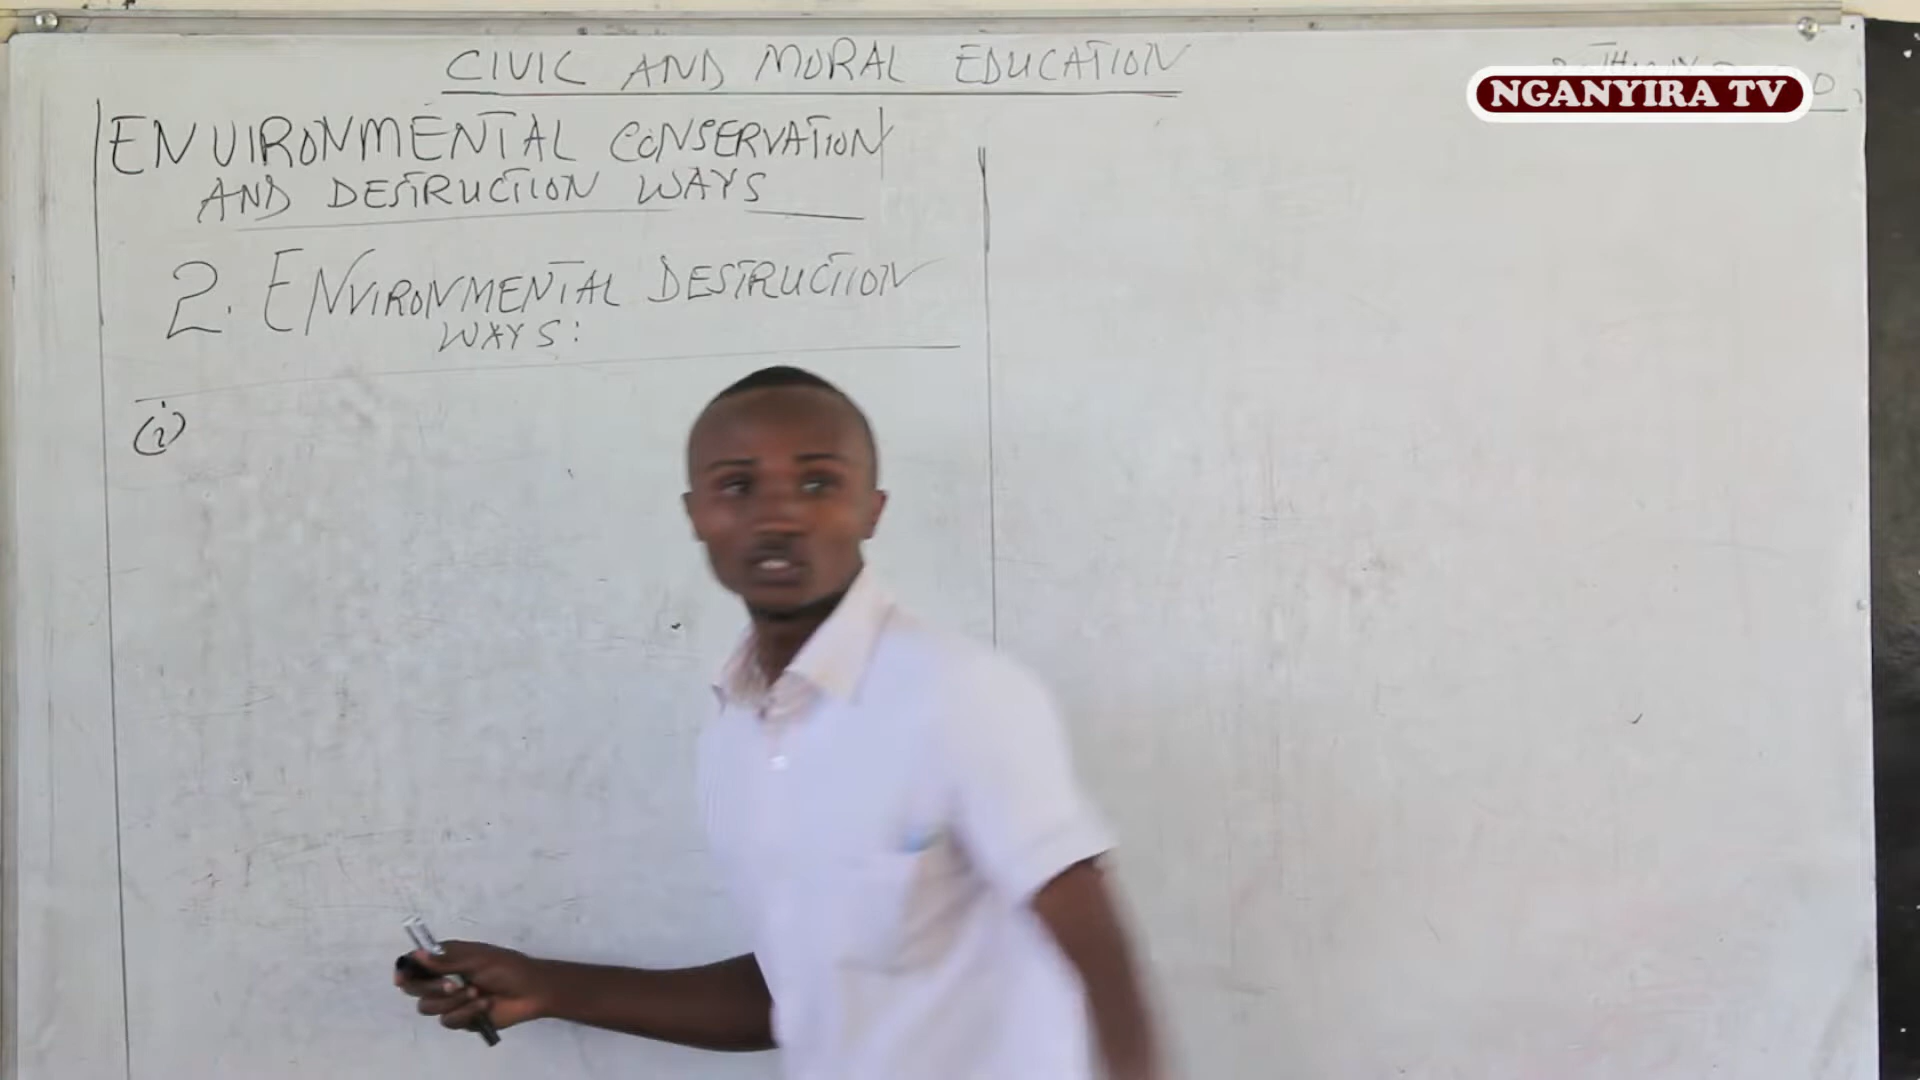 CIVIC AND MORAL EDUCATION
NGANYIRA TV
ENVIRONMENTAL CONSERVATION
AND DESTRUCTION WAYS
2. ENVIRONMENTAL DESTRUCTION
WAYS:
(i)